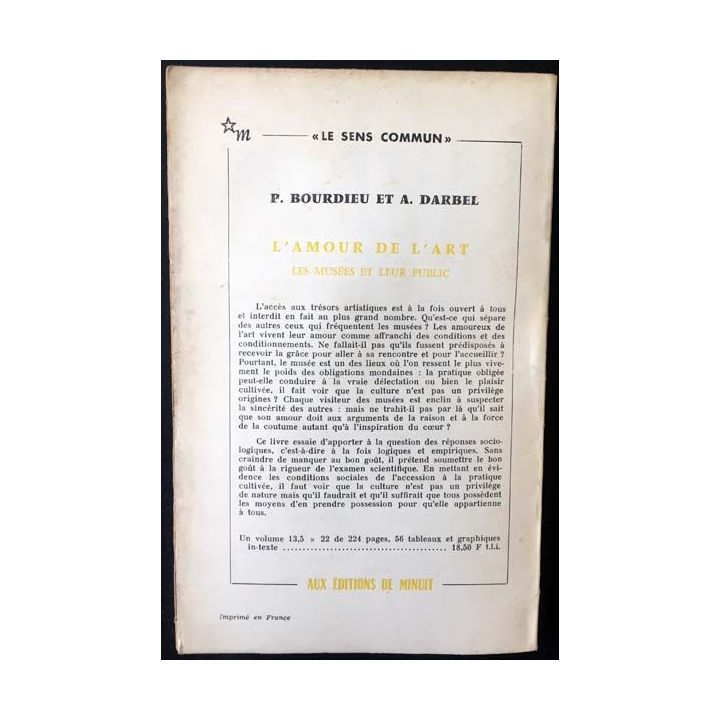 ☆m « LE SENS COMMUN »
P. BOURDIEU ET A. DARBEL
L'AMOUR DE L'ART
LES MUSÉES ET LEUR PUBLIC
L'accès aux trésors artistiques est à la fois ouvert à tous
et interdit en fait au plus grand nombre. Qu'est-ce qui sépare
des autres ceux qui fréquentent les musées ? Les amoureux de
l'art vivent leur amour comme affranchi des conditions et des
conditionnements. Ne fallait-il pas qu'ils fussent prédisposés à
recevoir la grâce pour aller à sa rencontre et pour l'accueillir ?
Pourtant, le musée est un des lieux où l'on ressent le plus vive-
ment le poids des obligations mondaines : la pratique obligée
peut-elle conduire à la vraie délectation ou bien le plaisir
cultivée, il fait voir que la culture n'est pas un privilège
origines ? Chaque visiteur des musées est enclin à suspecter
la sincérité des autres : mais ne trahit-il pas par là qu'il sait
que son amour doit aux arguments de la raison et à la force
de la coutume autant qu'à l'inspiration du cœur ?
Ce livre essaie d'apporter à la question des réponses socio-
logiques, c'est-à-dire à la fois logiques et empiriques. Sans
craindre de manquer au bon goût, il prétend soumettre le bon
goût à la rigueur de l'examen scientifique. En mettant en évi-
dence les conditions sociales de l'accession à la pratique
cultivée, il faut voir que la culture n'est pas un privilège
de nature mais qu'il faudrait et qu'il suffirait que tous possèdent
les moyens d'en prendre possession pour qu'elle appartienne
à tous.
Un volume 13,5 × 22 de 224 pages, 56 tableaux et graphiques
in-texte ............................................. 18,50 F t.l.i.
AUX ÉDITIONS DE MINUIT
Imprimé en France